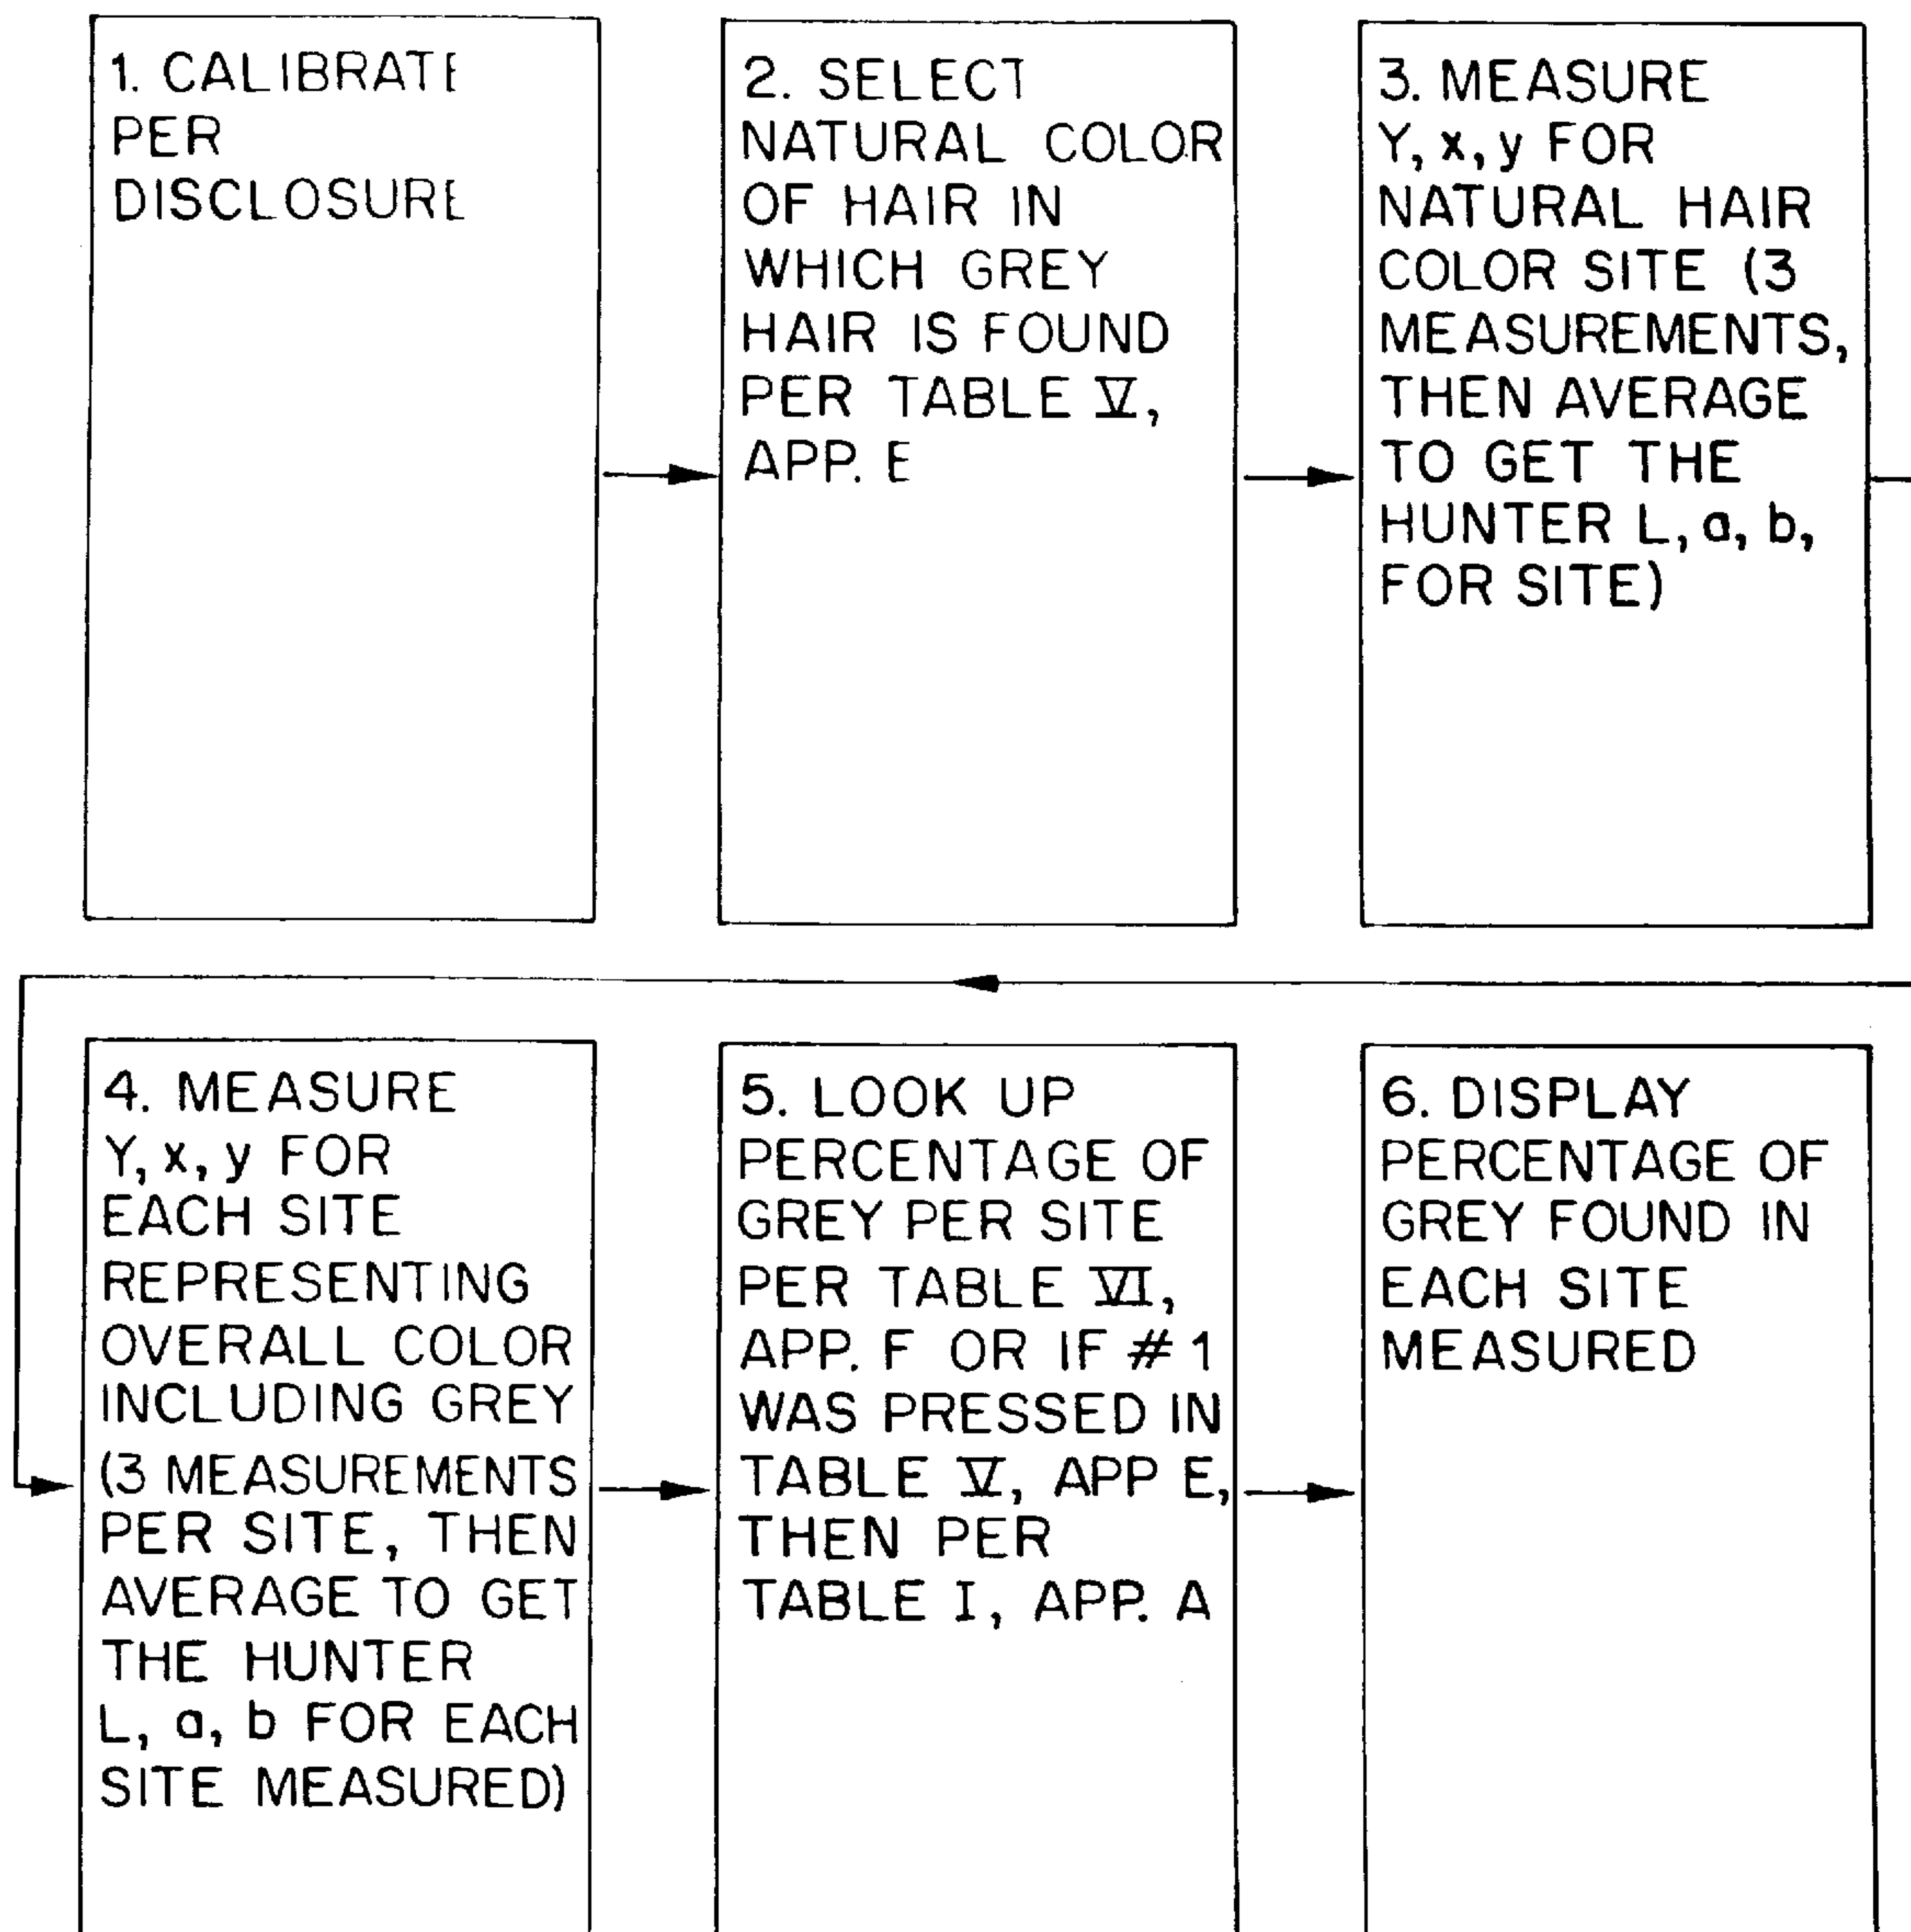 1. CALIBRATE
PER
DISCLOSURE
2. SELECT
NATURAL COLOR
OF HAIR IN
WHICH GREY
HAIR IS FOUND
PER TABLE V,
APP. E
3. MEASURE
Y, x, y FOR
NATURAL HAIR
COLOR SITE (3
MEASUREMENTS,
THEN AVERAGE
TO GET THE
HUNTER L, a, b,
FOR SITE)
4. MEASURE
Y, x, y FOR
EACH SITE
REPRESENTING
OVERALL COLOR
INCLUDING GREY
(3 MEASUREMENTS
PER SITE, THEN
AVERAGE TO GET
THE HUNTER
L, a, b FOR EACH
SITE MEASURED)
5. LOOK UP
PERCENTAGE OF
GREY PER SITE
PER TABLE VI,
APP. F OR IF # 1
WAS PRESSED IN
TABLE V, APP E,
THEN PER
TABLE I, APP. A
6. DISPLAY
PERCENTAGE OF
GREY FOUND IN
EACH SITE
MEASURED